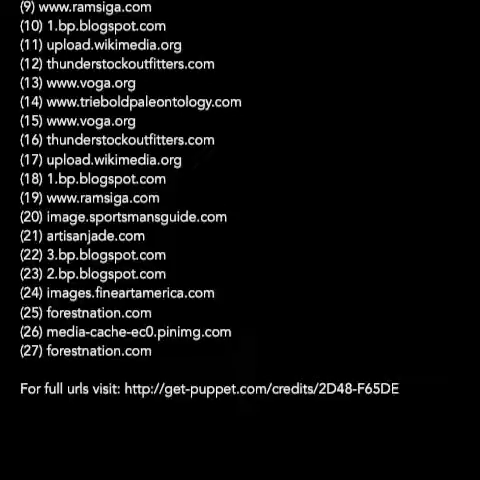 (9) www.ramsiga.com
(10) 1.bp.blogspot.com
(11) upload.wikimedia.org
(12) thunderstockoutfitters.com
(13) www.voga.org
(14) www.trieboldpaleontology.com
(15) www.voga.org
(16) thunderstockoutfitters.com
(17) upload.wikimedia.org
(18) 1.bp.blogspot.com
(19) www.ramsiga.com
(20) image.sportsmansguide.com
(21) artisanjade.com
(22) 3.bp.blogspot.com
(23) 2.bp.blogspot.com
(24) images.fineartamerica.com
(25) forestnation.com
(26) media-cache-ec0.pinimg.com
(27) forestnation.com
For full urls visit: http://get-puppet.com/credits/2D48-F65DE